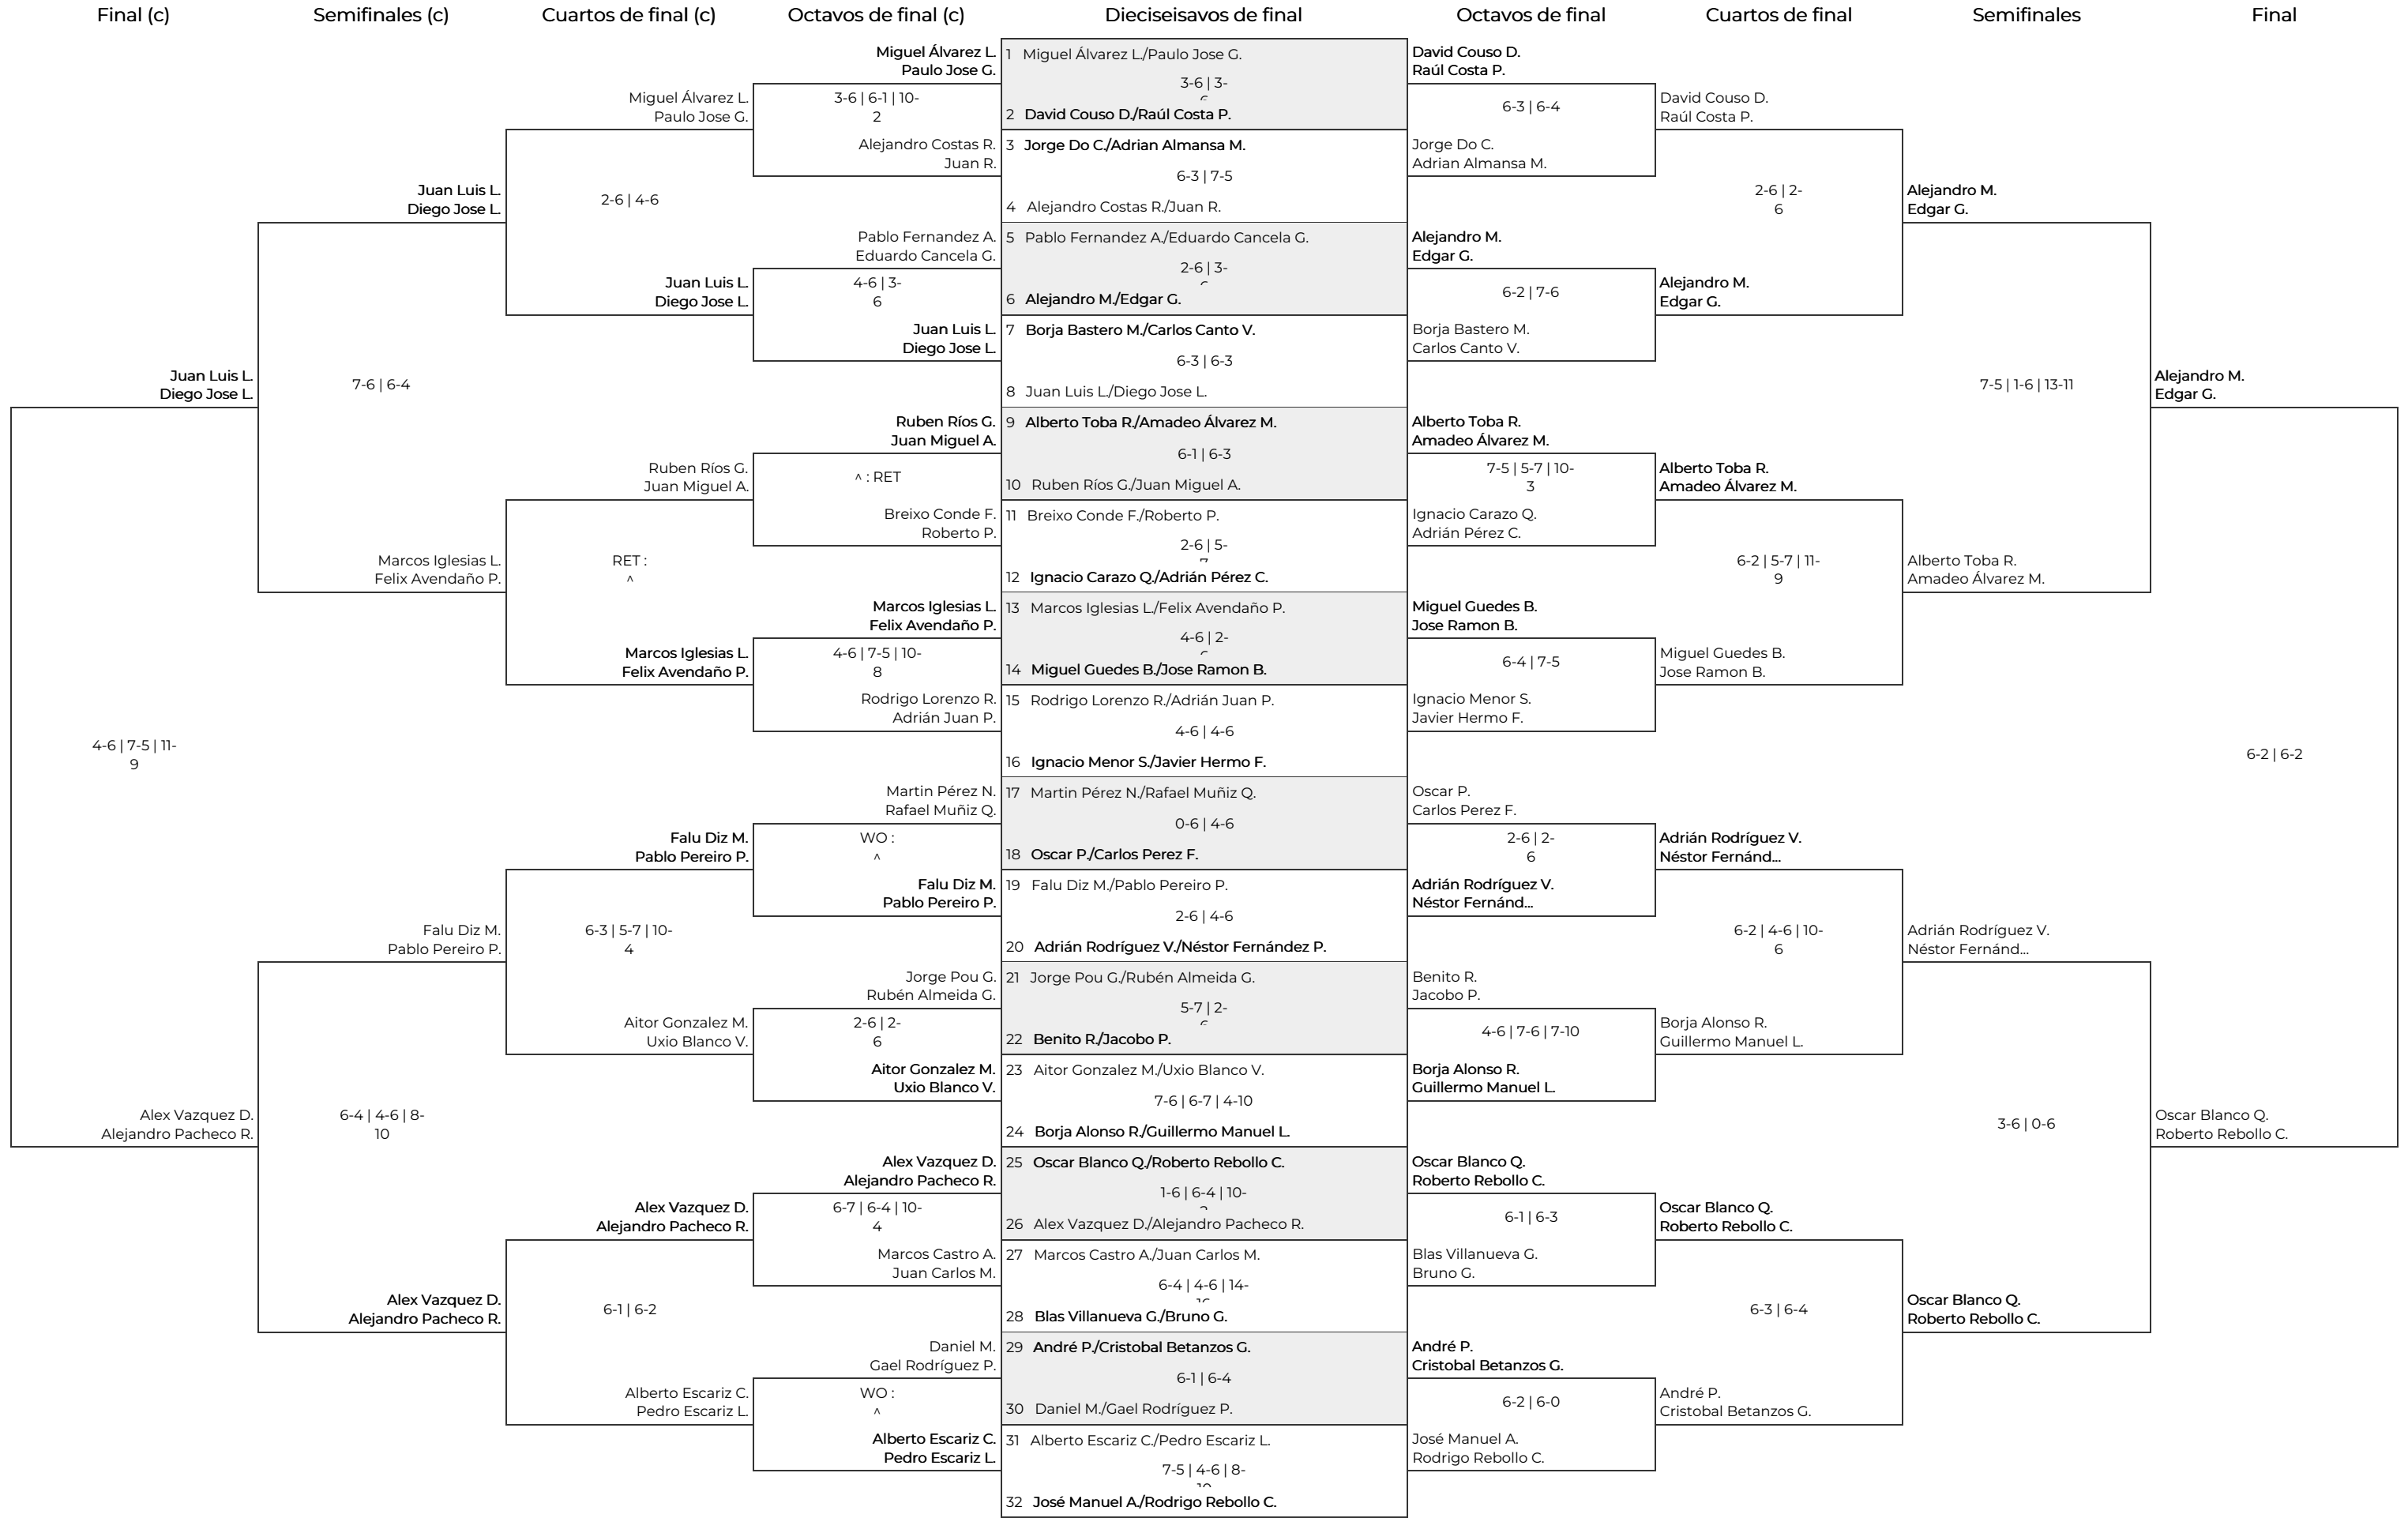 Final (c)
Semifinales (c)
Cuartos de final (c)
Octavos de final (c)
Dieciseisavos de final
Octavos de final
Cuartos de final
Semifinales
Final
Juan Luis L.
Diego Jose L.
4-6 | 7-5 | 11-
9
Alex Vazquez D.
Alejandro Pacheco R.
Juan Luis L.
Diego Jose L.
7-6 | 6-4
Marcos Iglesias L.
Felix Avendaño P.
Falu Diz M.
Pablo Pereiro P.
6-4 | 4-6 | 8-
10
Alex Vazquez D.
Alejandro Pacheco R.
Miguel Álvarez L.
Paulo Jose G.
2-6 | 4-6
Juan Luis L.
Diego Jose L.
Ruben Ríos G.
Juan Miguel A.
RET :
^
Marcos Iglesias L.
Felix Avendaño P.
Falu Diz M.
Pablo Pereiro P.
6-3 | 5-7 | 10-
4
Aitor Gonzalez M.
Uxio Blanco V.
Alex Vazquez D.
Alejandro Pacheco R.
6-1 | 6-2
Alberto Escariz C.
Pedro Escariz L.
Miguel Álvarez L.
Paulo Jose G.
3-6 | 6-1 | 10-
2
Alejandro Costas R.
Juan R.
Pablo Fernandez A.
Eduardo Cancela G.
4-6 | 3-
6
Juan Luis L.
Diego Jose L.
Ruben Ríos G.
Juan Miguel A.
^ : RET
Breixo Conde F.
Roberto P.
Marcos Iglesias L.
Felix Avendaño P.
4-6 | 7-5 | 10-
8
Rodrigo Lorenzo R.
Adrián Juan P.
Martin Pérez N.
Rafael Muñiz Q.
WO :
^
Falu Diz M.
Pablo Pereiro P.
Jorge Pou G.
Rubén Almeida G.
2-6 | 2-
6
Aitor Gonzalez M.
Uxio Blanco V.
Alex Vazquez D.
Alejandro Pacheco R.
6-7 | 6-4 | 10-
4
Marcos Castro A.
Juan Carlos M.
Daniel M.
Gael Rodríguez P.
WO :
^
Alberto Escariz C.
Pedro Escariz L.
1 Miguel Álvarez L./Paulo Jose G.
3-6 | 3-
2 David Couso D./Raúl Costa P.
3 Jorge Do C./Adrian Almansa M.
6-3 | 7-5
4 Alejandro Costas R./Juan R.
5 Pablo Fernandez A./Eduardo Cancela G.
2-6 | 3-
6 Alejandro M./Edgar G.
7 Borja Bastero M./Carlos Canto V.
6-3 | 6-3
8 Juan Luis L./Diego Jose L.
9 Alberto Toba R./Amadeo Álvarez M.
6-1 | 6-3
10 Ruben Ríos G./Juan Miguel A.
11 Breixo Conde F./Roberto P.
2-6 | 5-
12 Ignacio Carazo Q./Adrián Pérez C.
13 Marcos Iglesias L./Felix Avendaño P.
4-6 | 2-
14 Miguel Guedes B./Jose Ramon B.
15 Rodrigo Lorenzo R./Adrián Juan P.
4-6 | 4-6
16 Ignacio Menor S./Javier Hermo F.
17 Martin Pérez N./Rafael Muñiz Q.
0-6 | 4-6
18 Oscar P./Carlos Perez F.
19 Falu Diz M./Pablo Pereiro P.
2-6 | 4-6
20 Adrián Rodríguez V./Néstor Fernández P.
21 Jorge Pou G./Rubén Almeida G.
5-7 | 2-
22 Benito R./Jacobo P.
23 Aitor Gonzalez M./Uxio Blanco V.
7-6 | 6-7 | 4-10
24 Borja Alonso R./Guillermo Manuel L.
25 Oscar Blanco Q./Roberto Rebollo C.
1-6 | 6-4 | 10-
26 Alex Vazquez D./Alejandro Pacheco R.
27 Marcos Castro A./Juan Carlos M.
6-4 | 4-6 | 14-
28 Blas Villanueva G./Bruno G.
29 André P./Cristobal Betanzos G.
6-1 | 6-4
30 Daniel M./Gael Rodríguez P.
31 Alberto Escariz C./Pedro Escariz L.
7-5 | 4-6 | 8-
32 José Manuel A./Rodrigo Rebollo C.
David Couso D.
Raúl Costa P.
6-3 | 6-4
Jorge Do C.
Adrian Almansa M.
Alejandro M.
Edgar G.
6-2 | 7-6
Borja Bastero M.
Carlos Canto V.
Alberto Toba R.
Amadeo Álvarez M.
7-5 | 5-7 | 10-
3
Ignacio Carazo Q.
Adrián Pérez C.
Miguel Guedes B.
Jose Ramon B.
6-4 | 7-5
Ignacio Menor S.
Javier Hermo F.
Oscar P.
Carlos Perez F.
2-6 | 2-
6
Adrián Rodríguez V.
Néstor Fernánd...
Benito R.
Jacobo P.
4-6 | 7-6 | 7-10
Borja Alonso R.
Guillermo Manuel L.
Oscar Blanco Q.
Roberto Rebollo C.
6-1 | 6-3
Blas Villanueva G.
Bruno G.
André P.
Cristobal Betanzos G.
6-2 | 6-0
José Manuel A.
Rodrigo Rebollo C.
David Couso D.
Raúl Costa P.
2-6 | 2-
6
Alejandro M.
Edgar G.
Alberto Toba R.
Amadeo Álvarez M.
6-2 | 5-7 | 11-
9
Miguel Guedes B.
Jose Ramon B.
Adrián Rodríguez V.
Néstor Fernánd...
6-2 | 4-6 | 10-
6
Borja Alonso R.
Guillermo Manuel L.
Oscar Blanco Q.
Roberto Rebollo C.
6-3 | 6-4
André P.
Cristobal Betanzos G.
Alejandro M.
Edgar G.
7-5 | 1-6 | 13-11
Alberto Toba R.
Amadeo Álvarez M.
Adrián Rodríguez V.
Néstor Fernánd...
3-6 | 0-6
Oscar Blanco Q.
Roberto Rebollo C.
Alejandro M.
Edgar G.
6-2 | 6-2
Oscar Blanco Q.
Roberto Rebollo C.